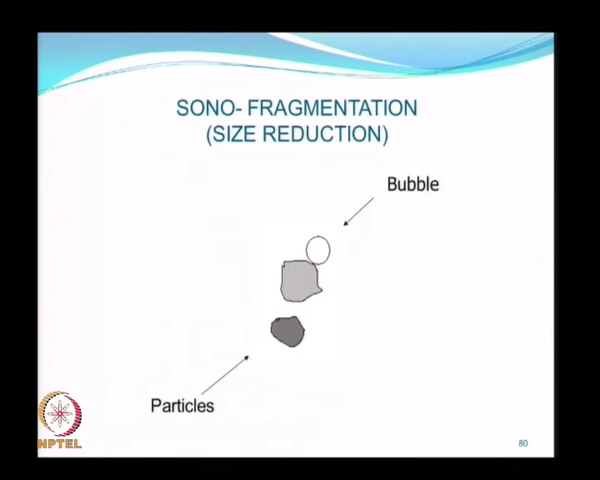 SONO- FRAGMENTATION
(SIZE REDUCTION)
Bubble
Particles
NPTEL
80